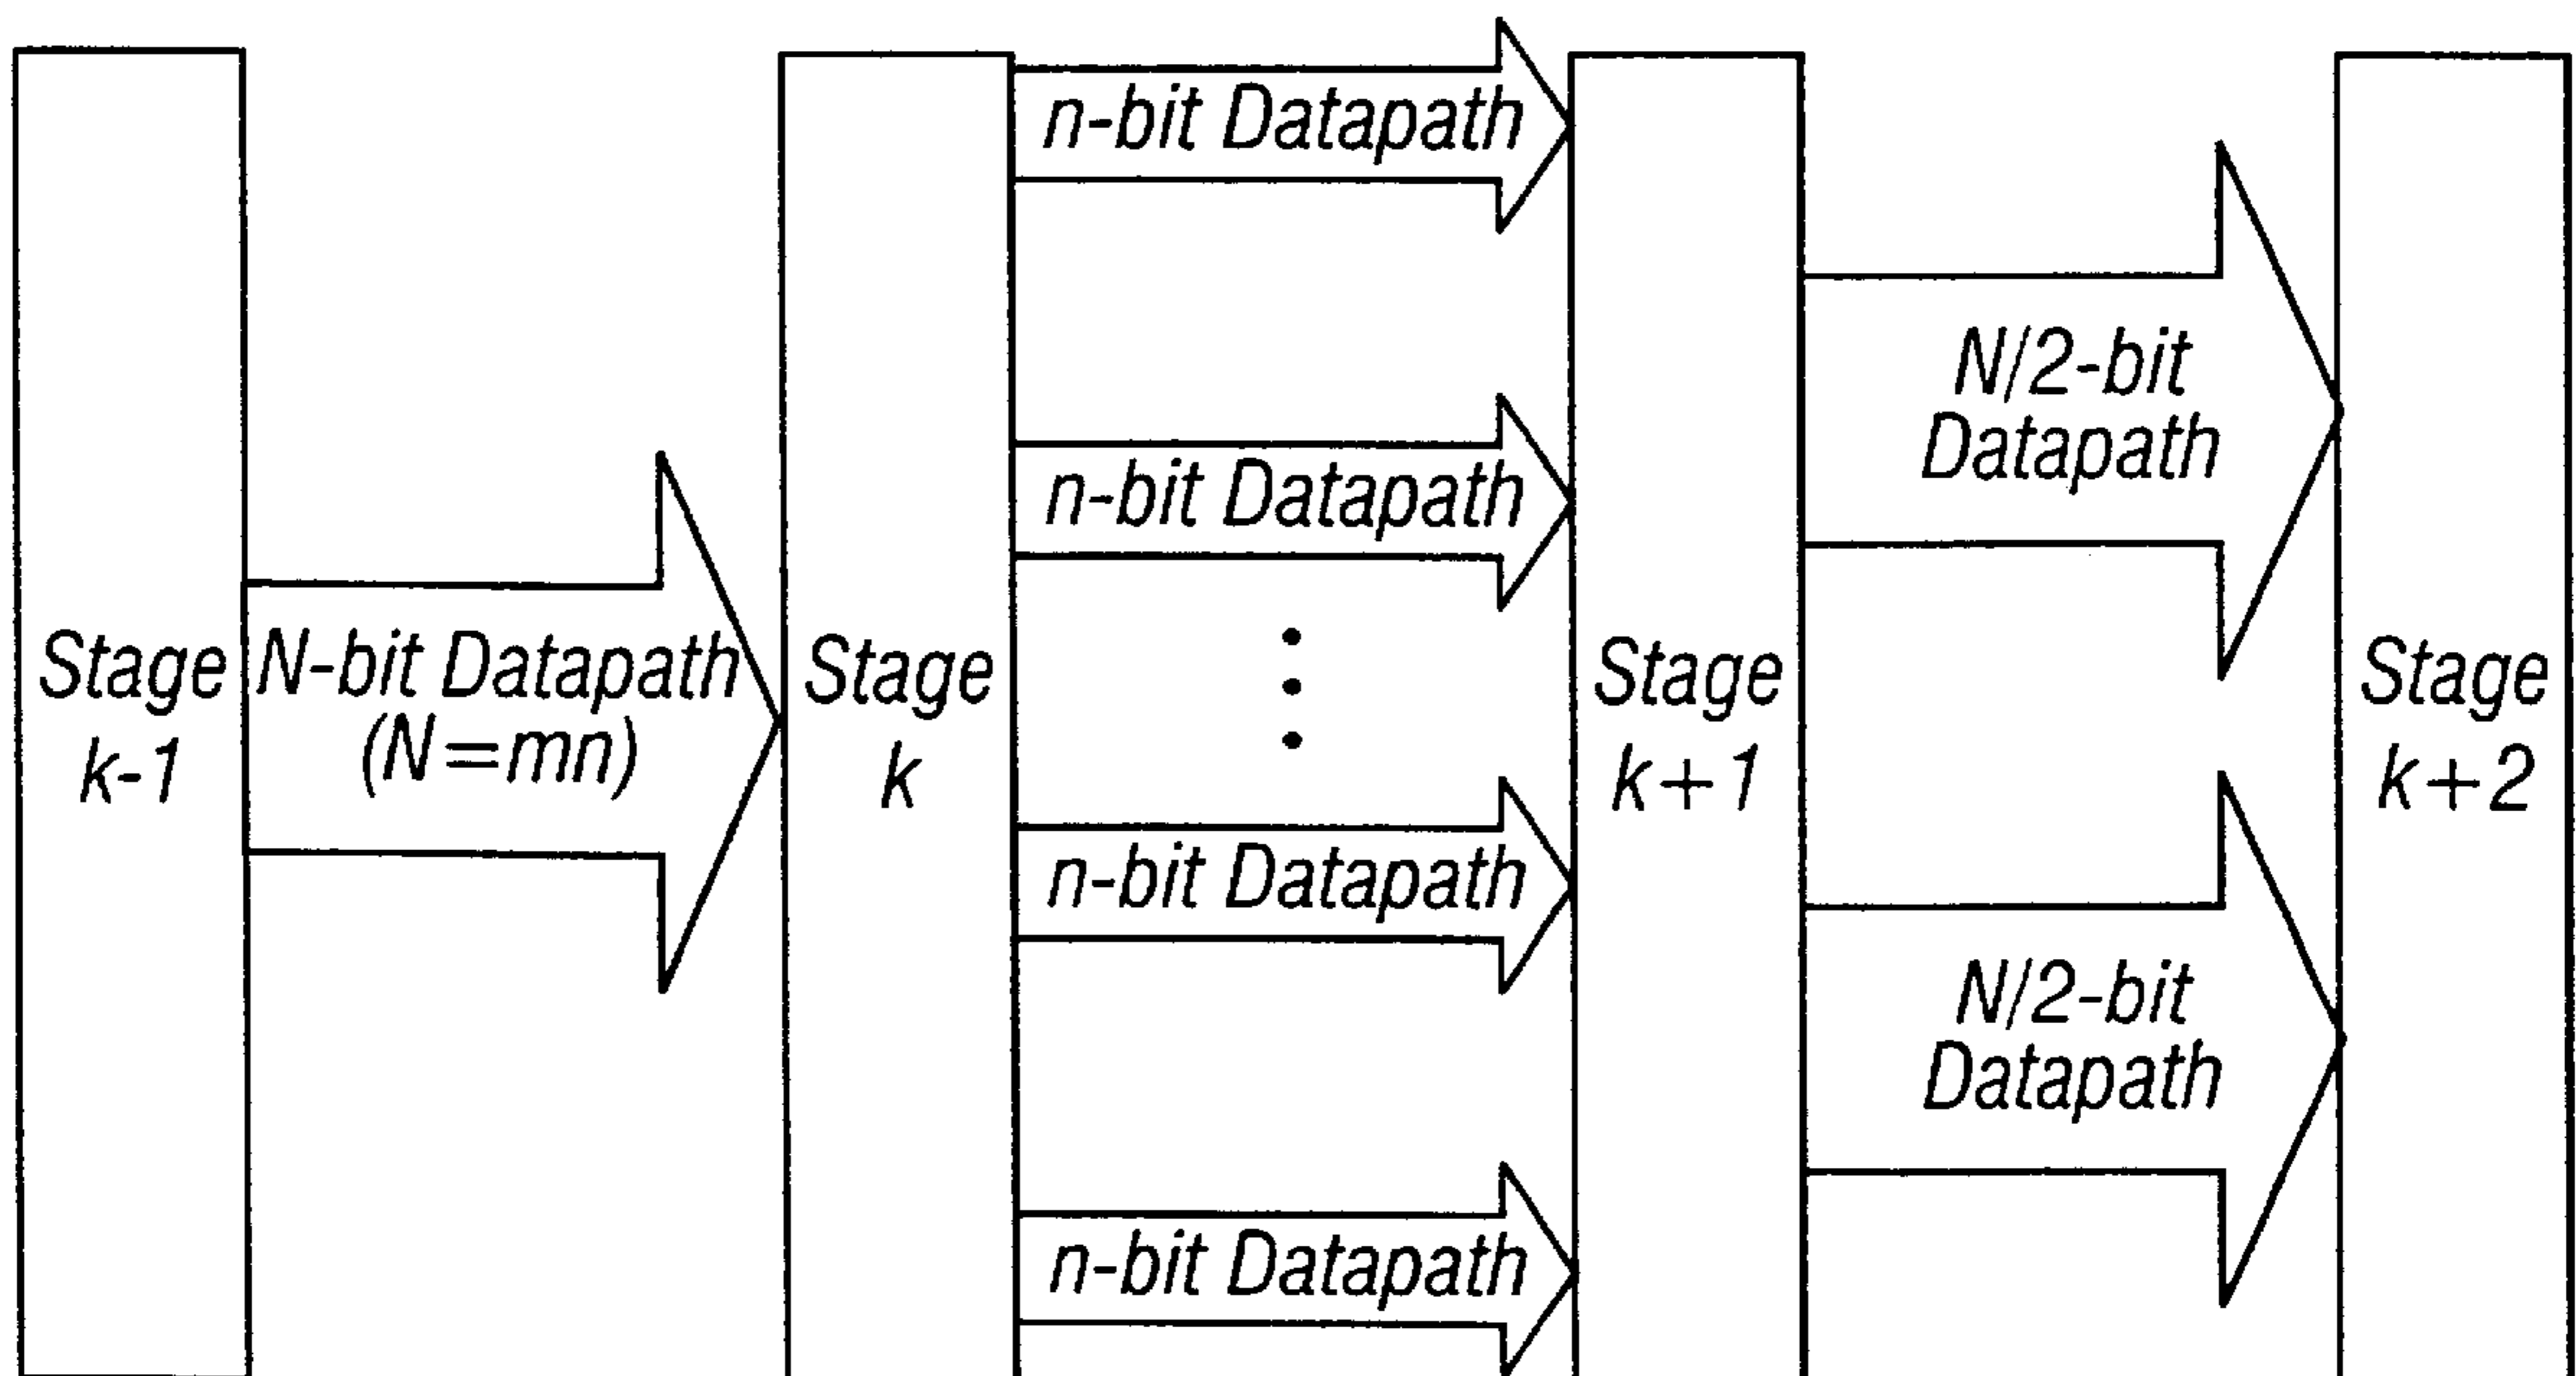 Stage
k-1
N-bit Datapath
(N=mn)
Stage
k
n-bit Datapath
n-bit Datapath
n-bit Datapath
n-bit Datapath
Stage
k+1
N/2-bit
Datapath
N/2-bit
Datapath
Stage
k+2